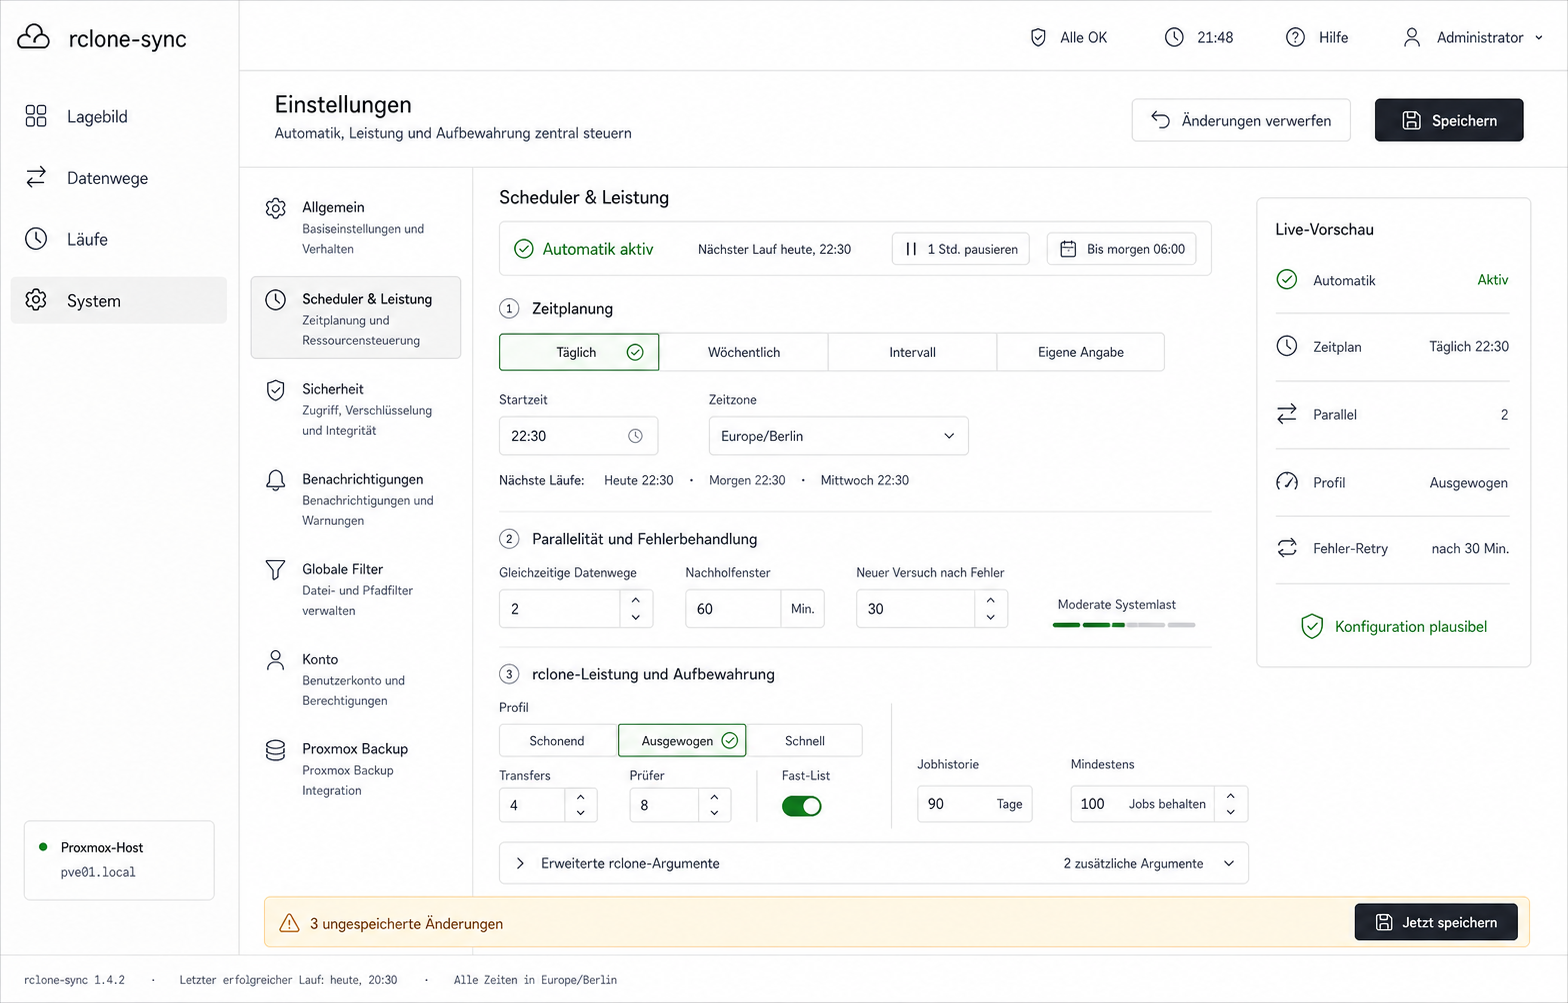 rclone-sync
Alle OK
21:48
Hilfe
Administrator
Lagebild
Datenwege
Läufe
System
Proxmox-Host
pve01.local
Einstellungen
Automatik, Leistung und Aufbewahrung zentral steuern
Änderungen verwerfen
Speichern
Allgemein
Basiseinstellungen und
Verhalten
Scheduler & Leistung
Zeitplanung und
Ressourcensteuerung
Sicherheit
Zugriff, Verschlüsselung
und Integrität
Benachrichtigungen
Benachrichtigungen und
Warnungen
Globale Filter
Datei- und Pfadfilter
verwalten
Konto
Benutzerkonto und
Berechtigungen
Proxmox Backup
Proxmox Backup
Integration
Scheduler & Leistung
Automatik aktiv
Nächster Lauf heute, 22:30
1 Std. pausieren
Bis morgen 06:00
1 Zeitplanung
Täglich
Wöchentlich
Intervall
Eigene Angabe
Startzeit
Zeitzone
22:30
Europe/Berlin
Nächste Läufe: Heute 22:30 • Morgen 22:30 • Mittwoch 22:30
2 Parallelität und Fehlerbehandlung
Gleichzeitige Datenwege
Nachholfenster
Neuer Versuch nach Fehler
2
60 Min.
30
Moderate Systemlast
3 rclone-Leistung und Aufbewahrung
Profil
Schonend
Ausgewogen
Schnell
Transfers
Prüfer
Fast-List
4
8
Jobhistorie
Mindestens
90 Tage
100 Jobs behalten
Erweiterte rclone-Argumente
2 zusätzliche Argumente
Live-Vorschau
Automatik Aktiv
Zeitplan Täglich 22:30
Parallel 2
Profil Ausgewogen
Fehler-Retry nach 30 Min.
Konfiguration plausibel
3 ungespeicherte Änderungen
Jetzt speichern
rclone-sync 1.4.2 · Letzter erfolgreicher Lauf: heute, 20:30 · Alle Zeiten in Europe/Berlin